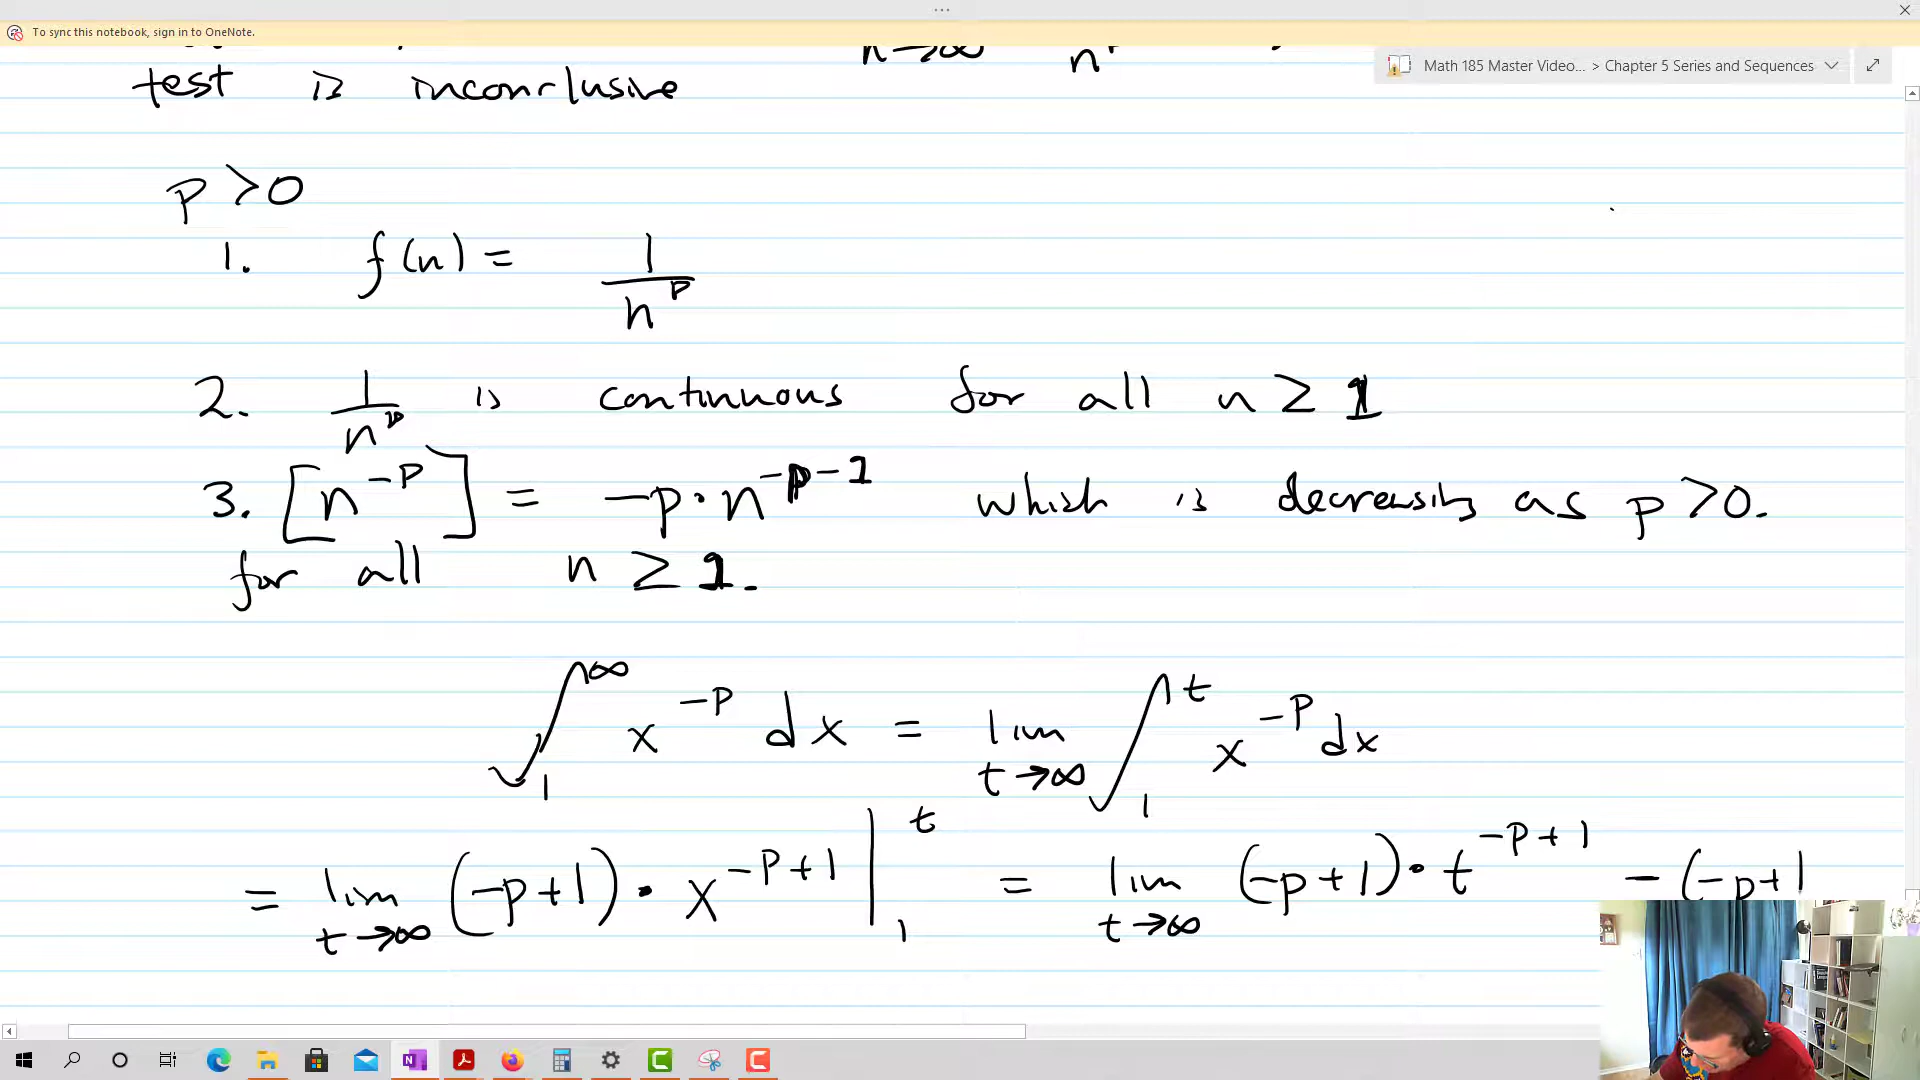 To sync this notebook, sign in to OneNote.
Math 185 Master Video... > Chapter 5 Series and Sequences
n→∞ n^p
test is inconclusive
p > 0
1. f(n) = 1/n^p
2. 1/n^p is continuous for all n ≥ 1
3. [n^{-p}] = -p·n^{-p-1} which is decreasing as p > 0.
for all n ≥ 1.
∫_1^∞ x^{-p} dx = lim_{t→∞} ∫_1^t x^{-p} dx
= lim_{t→∞} (-p+1)·x^{-p+1} |_1^t = lim_{t→∞} (-p+1)·t^{-p+1} - (-p+1